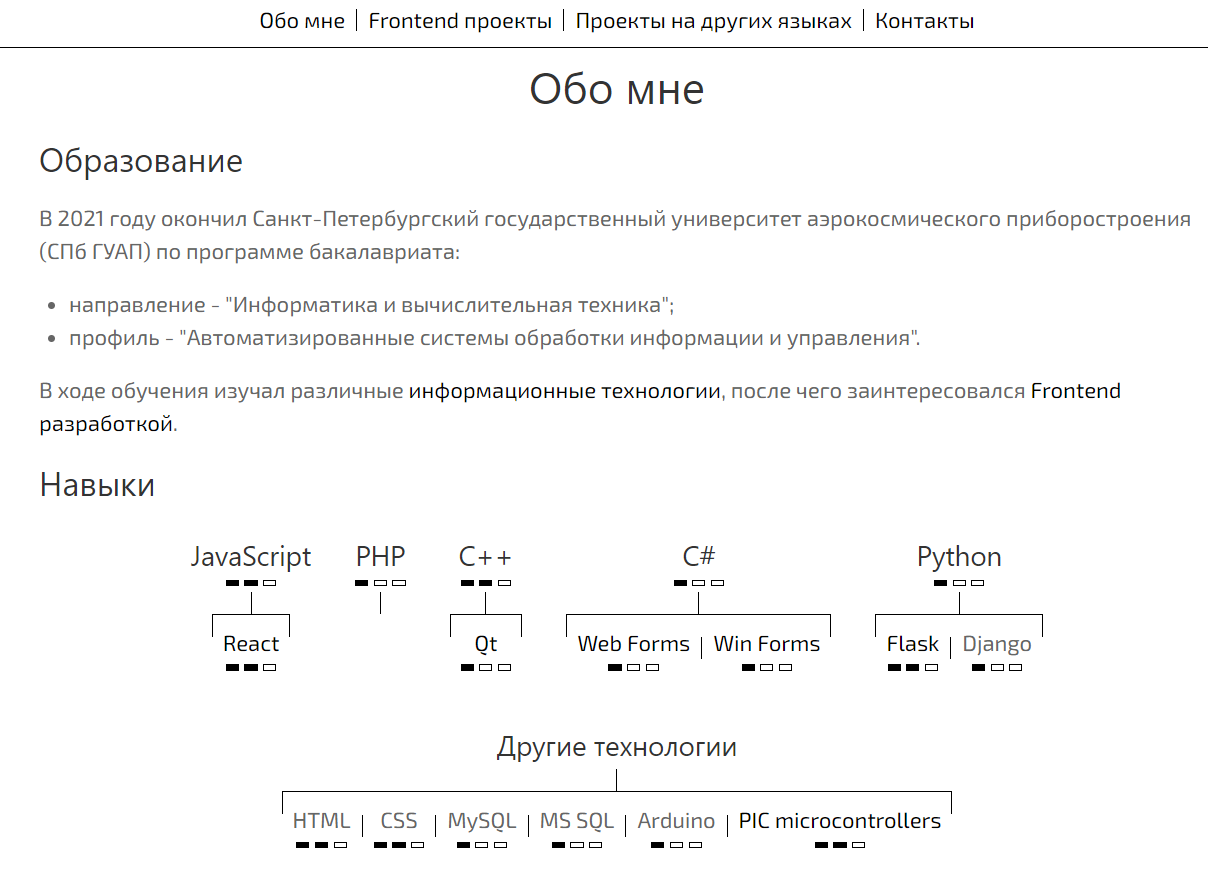 Обо мне | Frontend проекты | Проекты на других языках | Контакты
Обо мне
Образование
В 2021 году окончил Санкт-Петербургский государственный университет аэрокосмического приборостроения
(СПб ГУАП) по программе бакалавриата:
• направление - "Информатика и вычислительная техника";
• профиль - "Автоматизированные системы обработки информации и управления".
В ходе обучения изучал различные информационные технологии, после чего заинтересовался Frontend
разработкой.
Навыки
JavaScript PHP C++ C# Python
React Qt Web Forms | Win Forms Flask | Django
Другие технологии
HTML | CSS | MySQL | MS SQL | Arduino | PIC microcontrollers